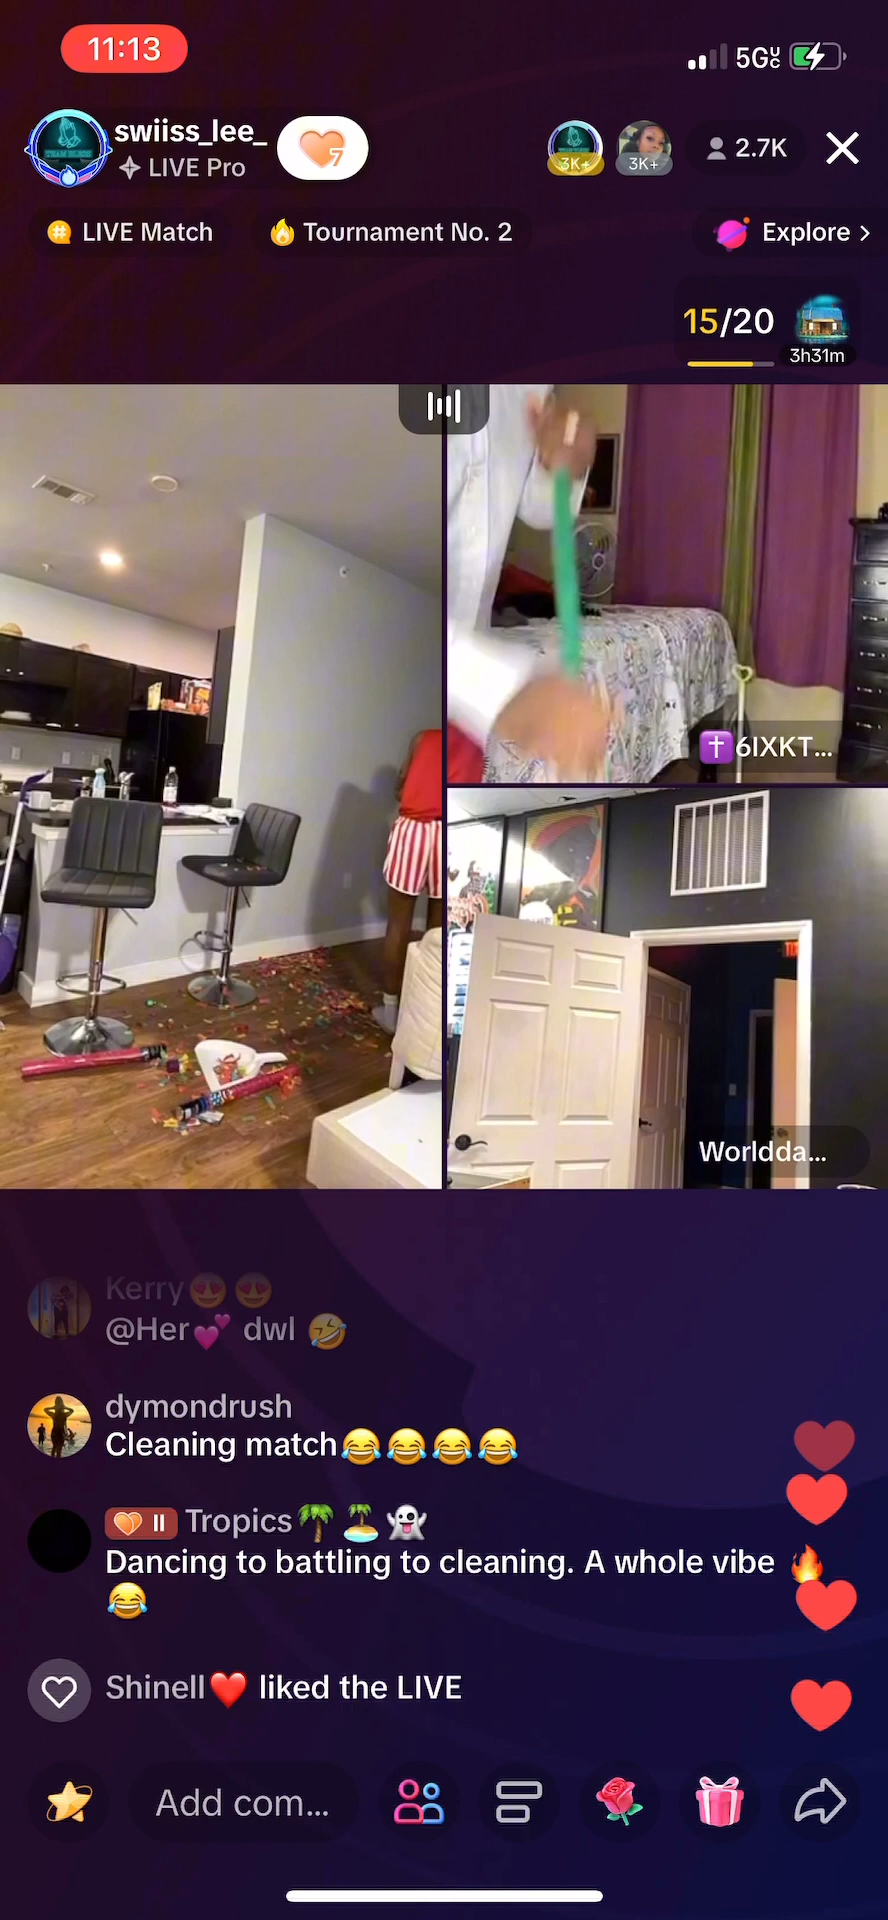 11:13
5G UC
swiiss_lee_
7
LIVE Pro
3K+
3K+
2.7K
LIVE Match
Tournament No. 2
Explore >
15/20
3h31m
✝️6IXKT...
Worldda...
Kerry😍😍
@Her💕 dwl 🤣
dymondrush
Cleaning match😂😂😂😂
II Tropics🌴🏝️👻
Dancing to battling to cleaning. A whole vibe 🔥
😂
Shinell❤️ liked the LIVE
Add com...